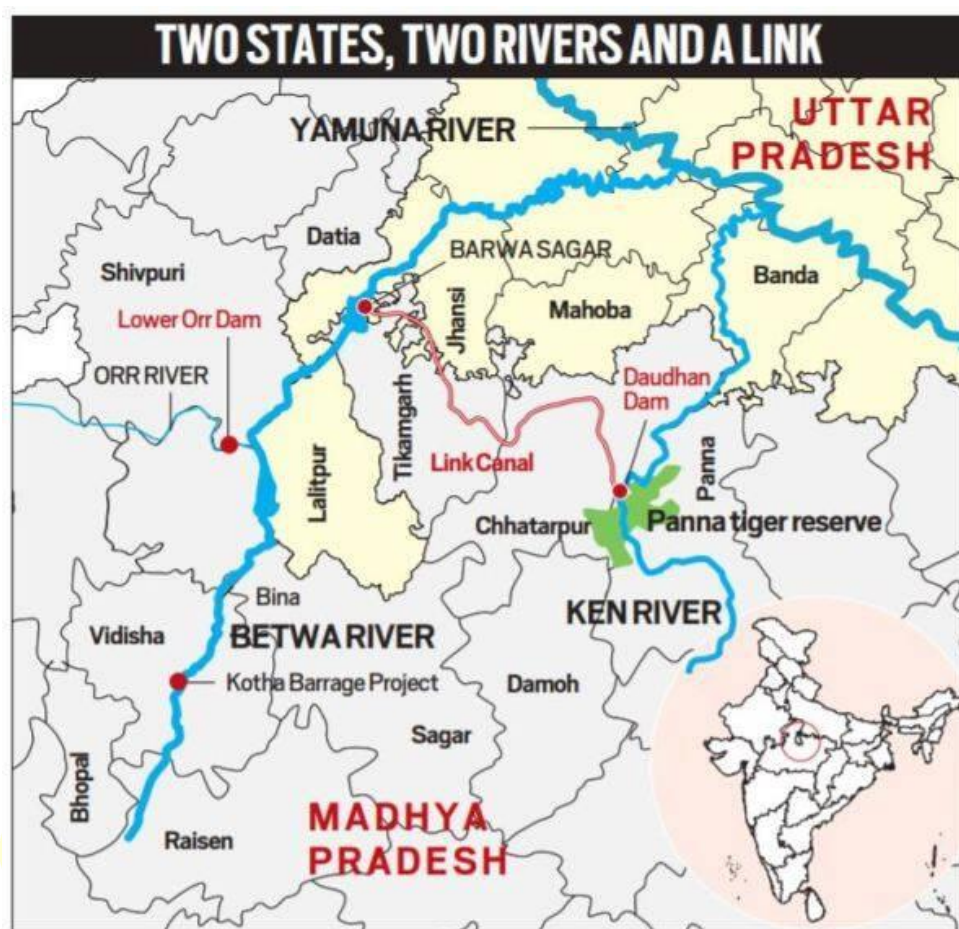 TWO STATES, TWO RIVERS AND A LINK
YAMUNA RIVER
UTTAR
PRADESH
Datia
BARWA SAGAR
Shivpuri
Lower Orr Dam
Jhansi
Mahoba
Banda
ORR RIVER
Daudhan
Dam
Tikamgarh
Link Canal
Lalitpur
Panna
Chhatarpur
Panna tiger reserve
Bina
Vidisha
BETWA RIVER
KEN RIVER
Kotha Barrage Project
Damoh
Sagar
Bhopal
Raisen
MADHYA
PRADESH